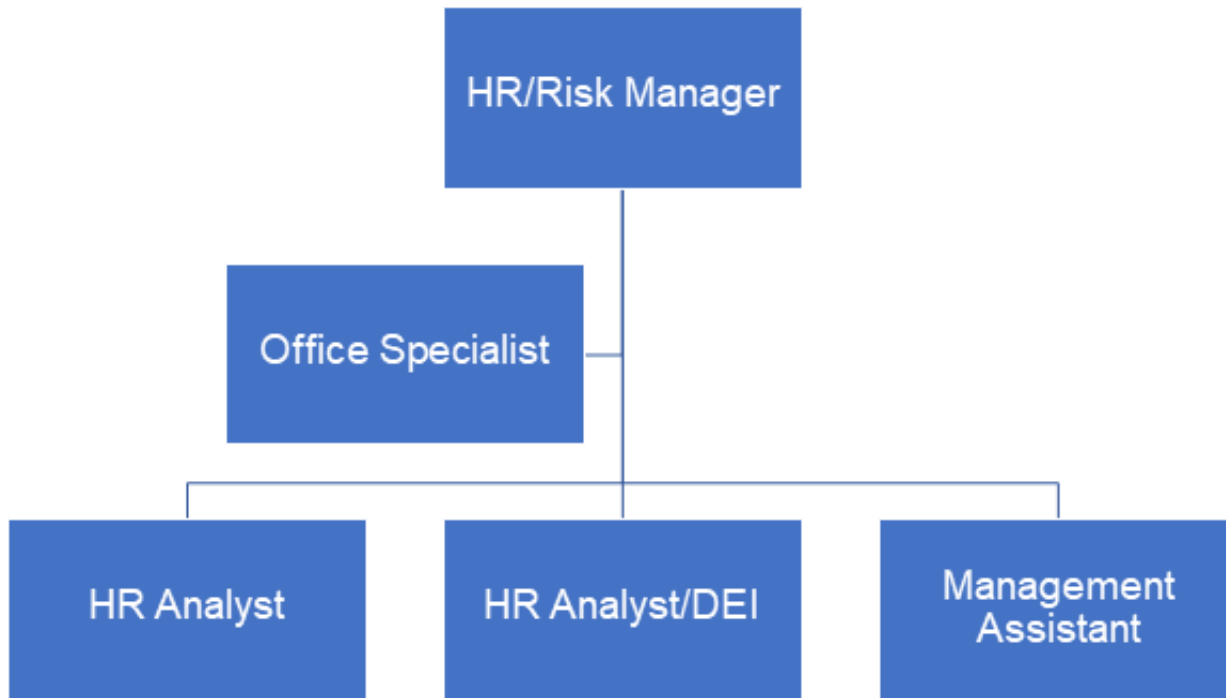 HR/Risk Manager
Office Specialist
HR Analyst
HR Analyst/DEI
Management
Assistant